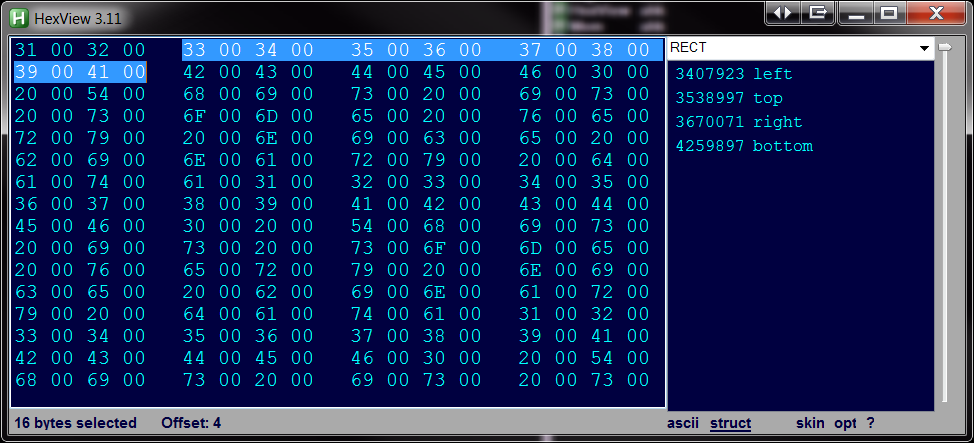 HexView 3.11
31 00 32 00 33 00 34 00 35 00 36 00 37 00 38 00
39 00 41 00 42 00 43 00 44 00 45 00 46 00 30 00
20 00 54 00 68 00 69 00 73 00 20 00 69 00 73 00
20 00 73 00 6F 00 6D 00 65 00 20 00 76 00 65 00
72 00 79 00 20 00 6E 00 69 00 63 00 65 00 20 00
62 00 69 00 6E 00 61 00 72 00 79 00 20 00 64 00
61 00 74 00 61 00 31 00 32 00 33 00 34 00 35 00
36 00 37 00 38 00 39 00 41 00 42 00 43 00 44 00
45 00 46 00 30 00 20 00 54 00 68 00 69 00 73 00
20 00 69 00 73 00 20 00 73 00 6F 00 6D 00 65 00
20 00 76 00 65 00 72 00 79 00 20 00 6E 00 69 00
63 00 65 00 20 00 62 00 69 00 6E 00 61 00 72 00
79 00 20 00 64 00 61 00 74 00 61 00 31 00 32 00
33 00 34 00 35 00 36 00 37 00 38 00 39 00 41 00
42 00 43 00 44 00 45 00 46 00 30 00 20 00 54 00
68 00 69 00 73 00 20 00 69 00 73 00 20 00 73 00
RECT
3407923 left
3538997 top
3670071 right
4259897 bottom
16 bytes selected Offset: 4 ascii struct skin opt ?